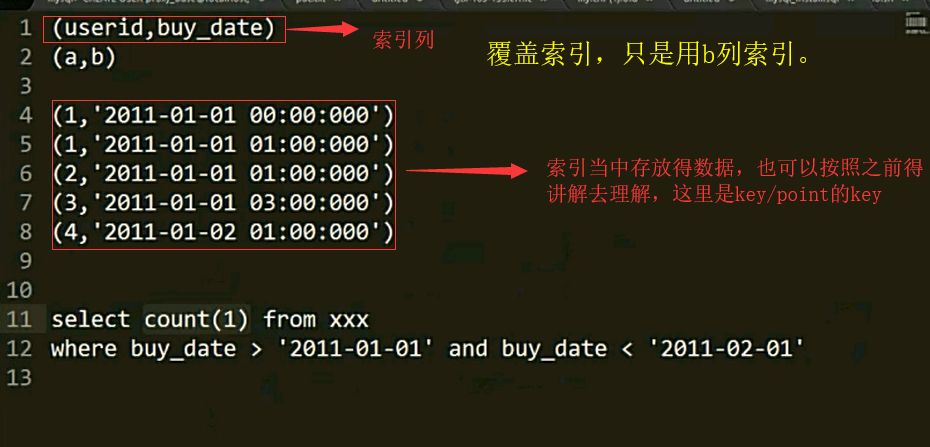 1 (userid,buy_date)
索引列
覆盖索引，只是用b列索引。
2 (a,b)
3
4 (1,'2011-01-01 00:00:000')
5 (1,'2011-01-01 01:00:000')
6 (2,'2011-01-01 01:00:000')
7 (3,'2011-01-01 03:00:000')
8 (4,'2011-01-02 01:00:000')
索引当中存放得数据，也可以按照之前得
讲解去理解，这里是key/point的key
9
10
11 select count(1) from xxx
12 where buy_date > '2011-01-01' and buy_date < '2011-02-01'
13